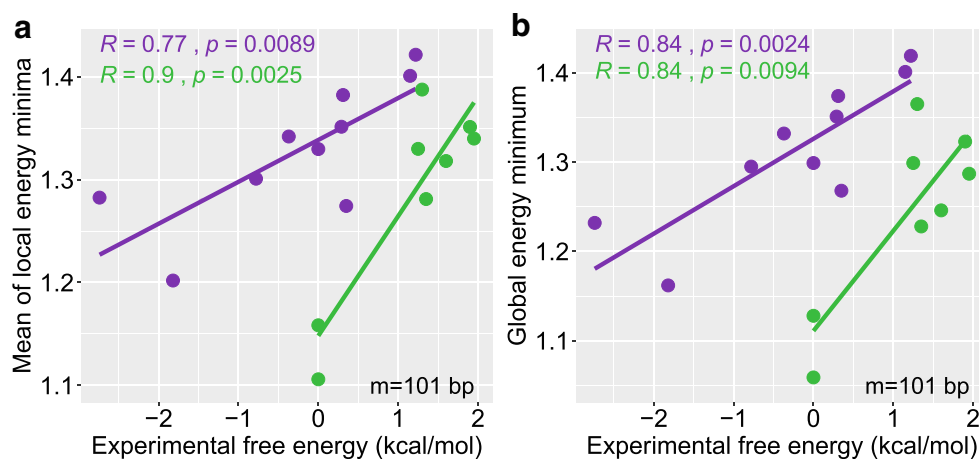 a
R = 0.77 , p = 0.0089
R = 0.9 , p = 0.0025
Mean of local energy minima
1.4
1.3
1.2
1.1
m=101 bp
−2
−1
0
1
2
Experimental free energy (kcal/mol)
b
R = 0.84 , p = 0.0024
R = 0.84 , p = 0.0094
Global energy minimum
1.4
1.3
1.2
1.1
m=101 bp
−2
−1
0
1
2
Experimental free energy (kcal/mol)